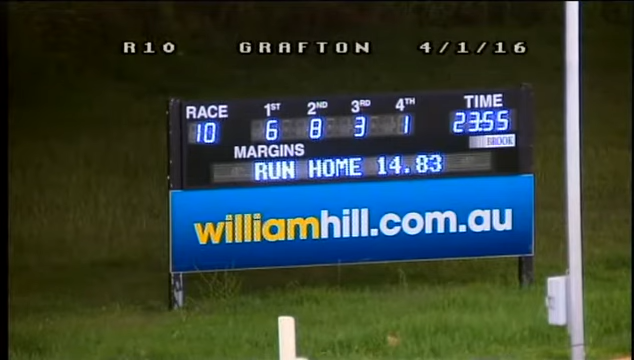 R10 GRAFTON 4/1/16
RACE 1ST 2ND 3RD 4TH TIME
10 6 8 3 1 23.55
MARGINS BROOK
RUN HOME 14.83
williamhill.com.au